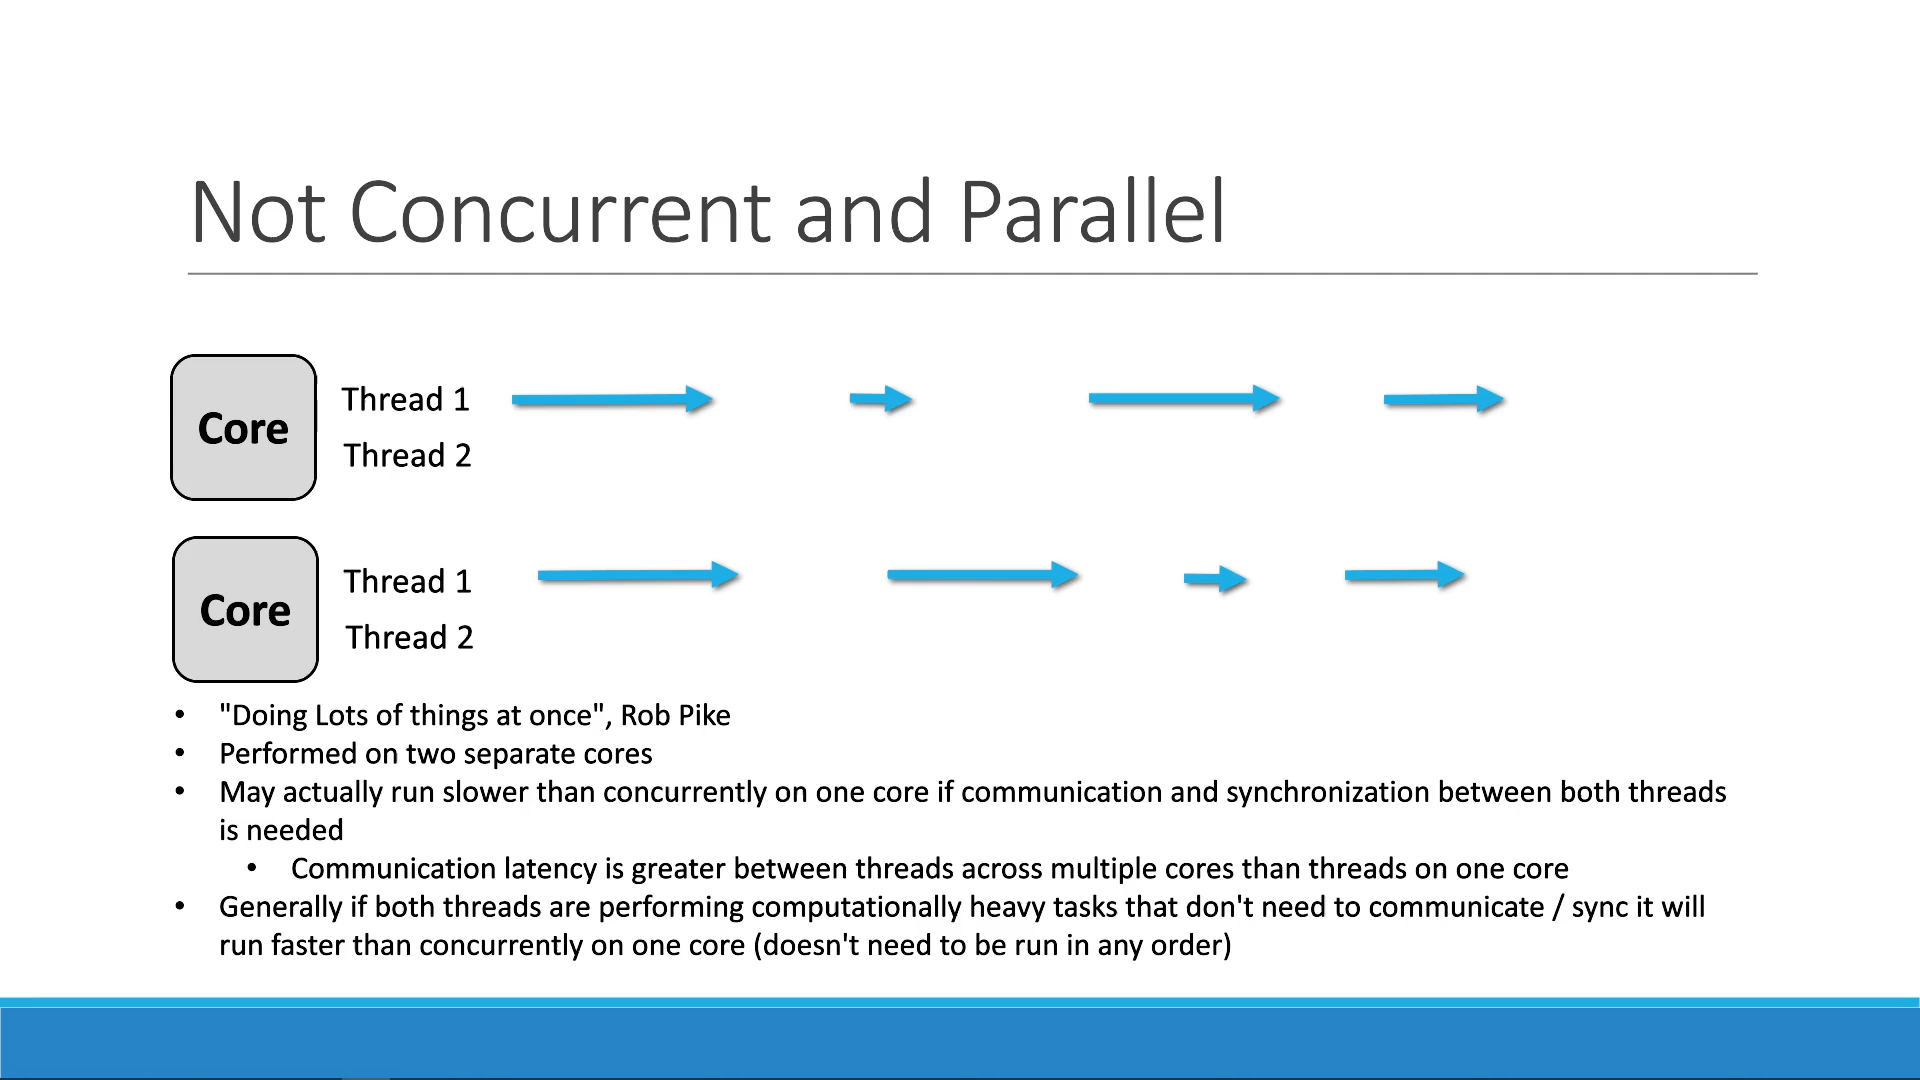 Not Concurrent and Parallel
Core
Thread 1
Thread 2
Core
Thread 1
Thread 2
• "Doing Lots of things at once", Rob Pike
• Performed on two separate cores
• May actually run slower than concurrently on one core if communication and synchronization between both threads
is needed
• Communication latency is greater between threads across multiple cores than threads on one core
• Generally if both threads are performing computationally heavy tasks that don't need to communicate / sync it will
run faster than concurrently on one core (doesn't need to be run in any order)